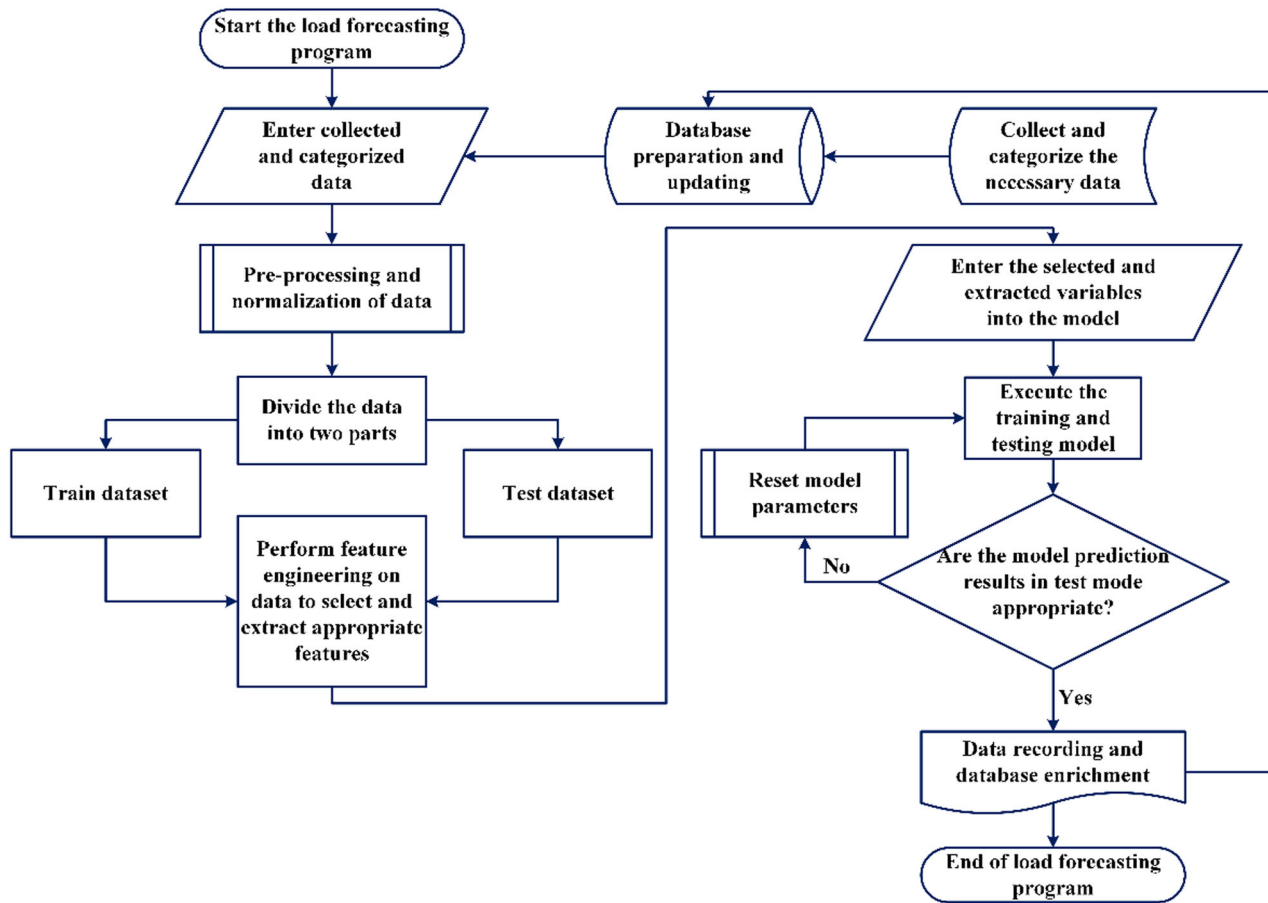 Start the load forecasting
program
Enter collected
and categorized
data
Database
preparation and
updating
Collect and
categorize the
necessary data
Pre-processing and
normalization of data
Divide the data
into two parts
Train dataset
Test dataset
Perform feature
engineering on
data to select and
extract appropriate
features
Enter the selected and
extracted variables
into the model
Execute the
training and
testing model
Reset model
parameters
Are the model prediction
results in test mode
appropriate?
No
Yes
Data recording and
database enrichment
End of load forecasting
program